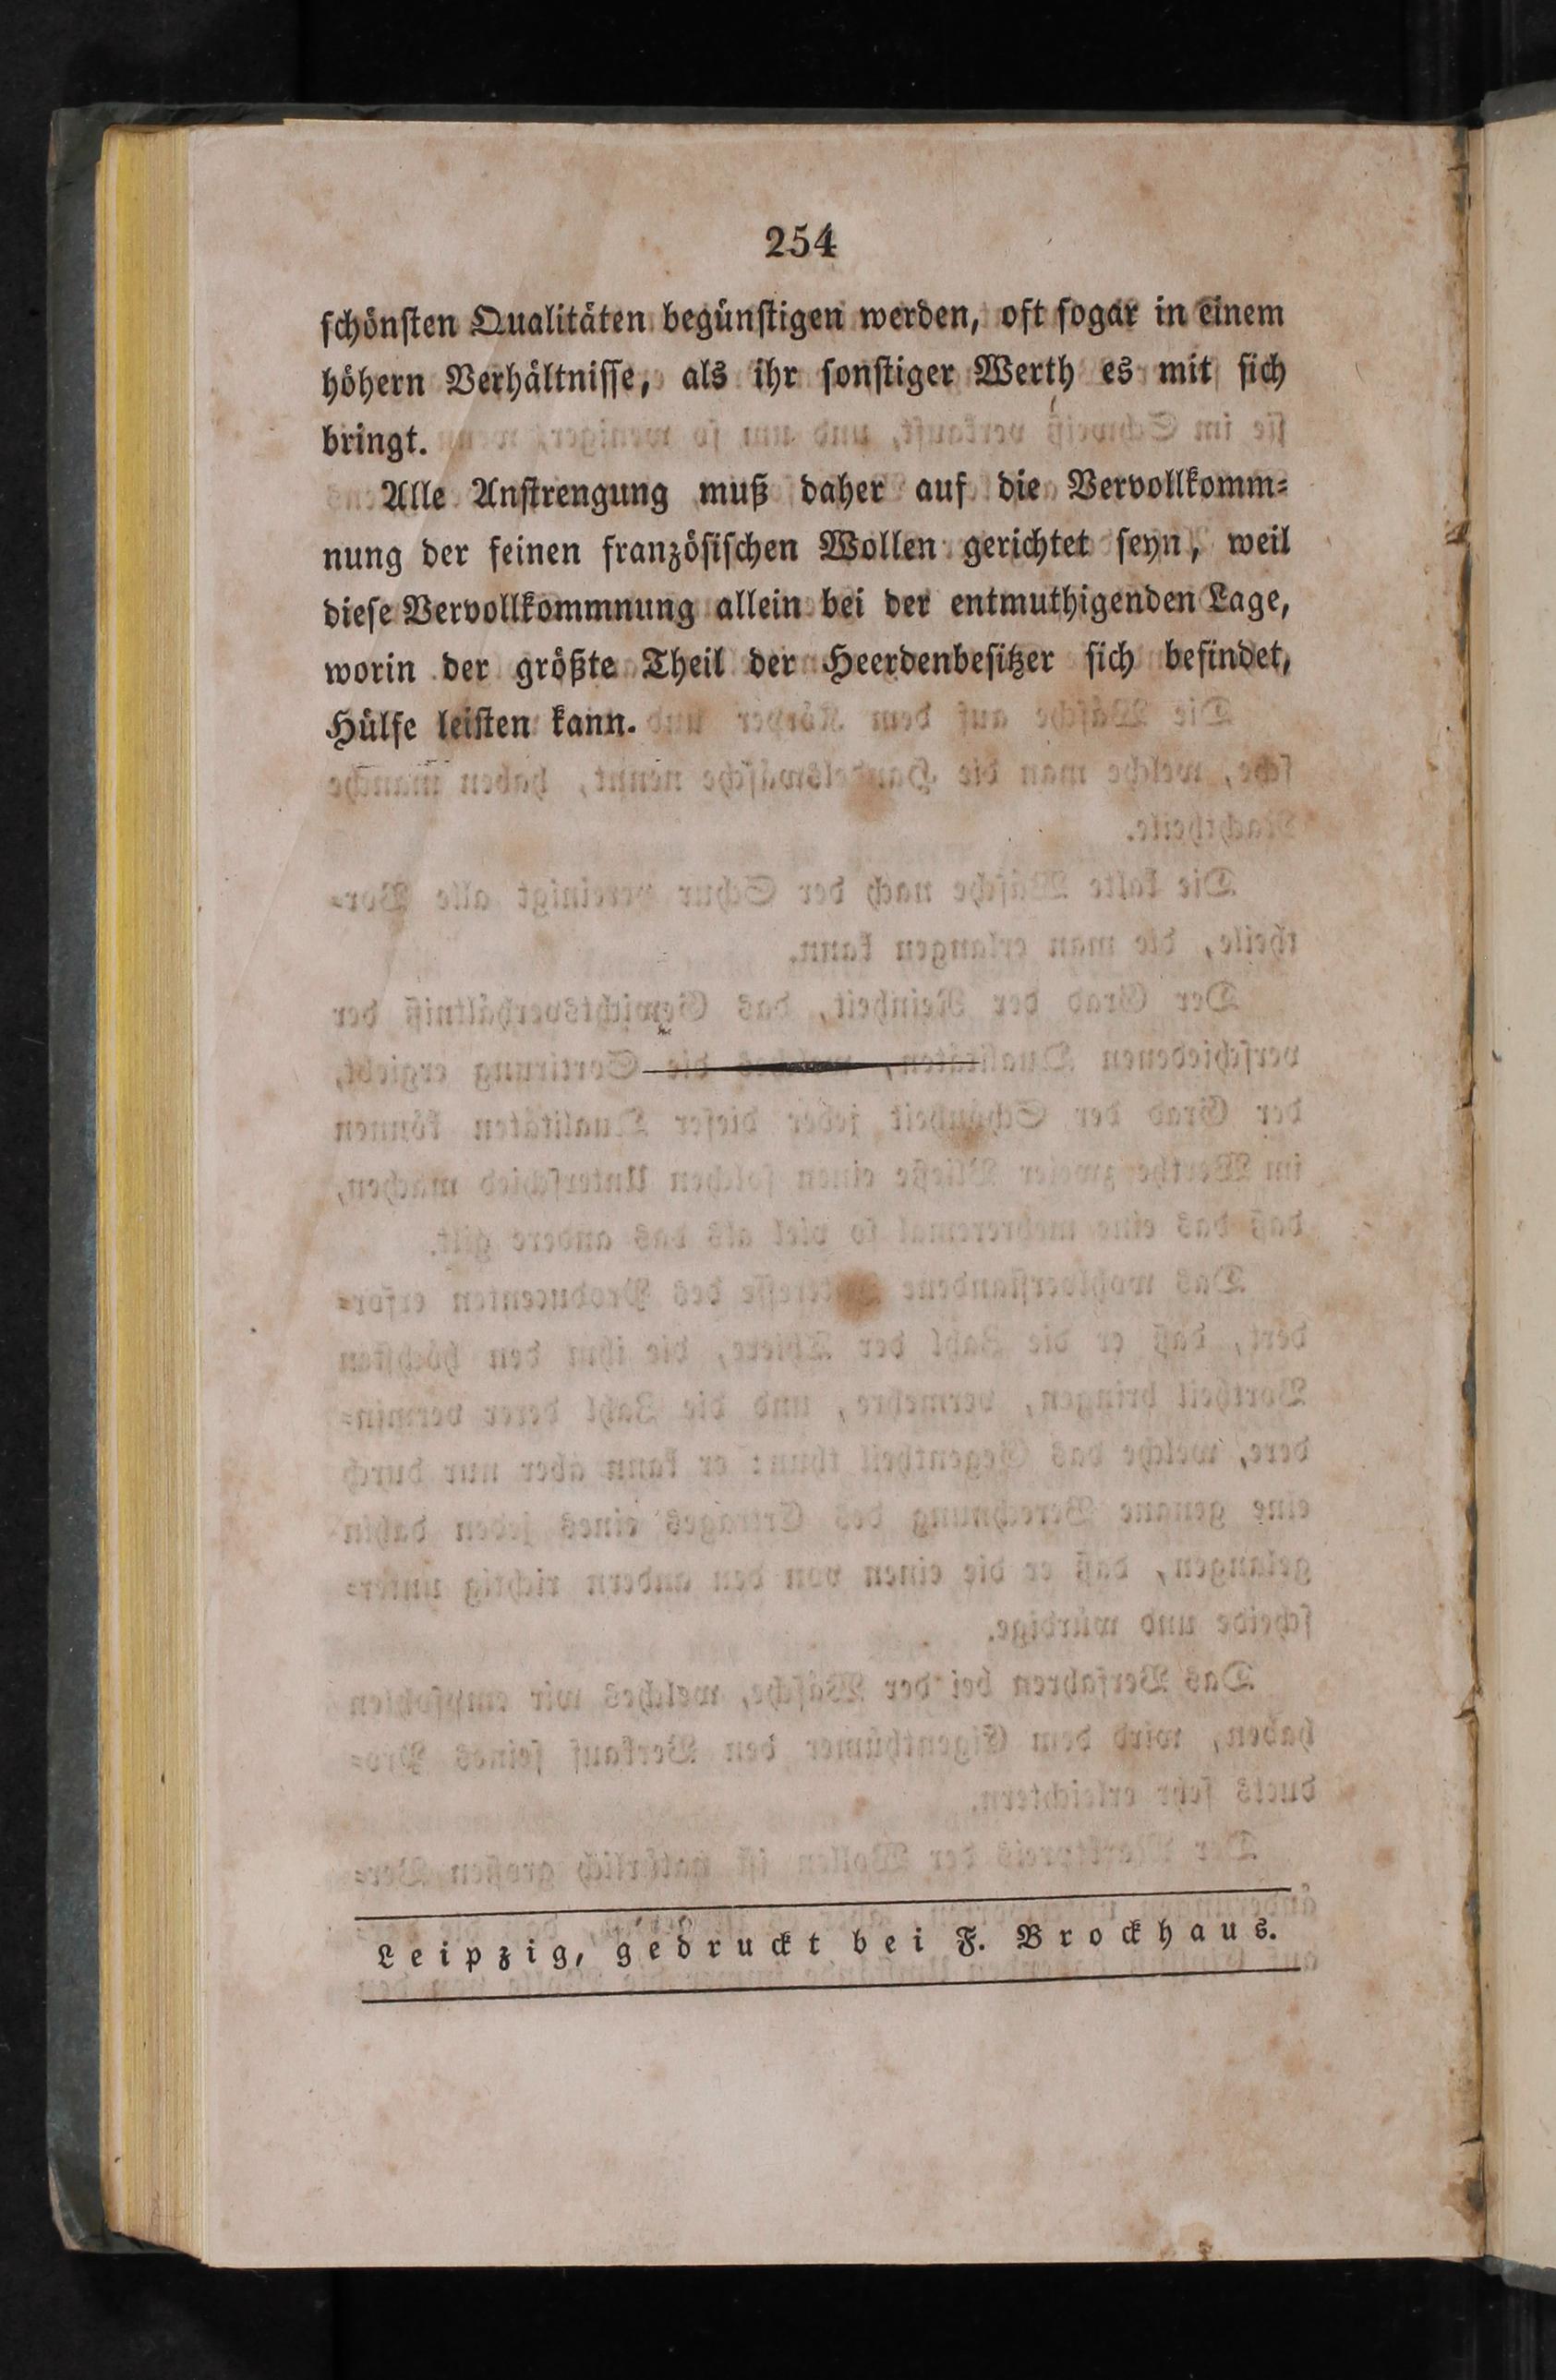 254
schönsten Qualitäten begünstigen werden, oft sogar in einem
höhern Verhältnisse, als ihr sonstiger Werth es mit sich
bringt.
Alle Anstrengung muß daher auf die Vervollkomm=
nung der feinen französischen Wollen gerichtet seyn, weil
diese Vervollkommnung allein bei der entmuthigenden Lage,
worin der größte Theil der Heerdenbesitzer sich befindet,
Hülfe leisten kann.
Leipzig, gedruckt bei F. Brockhaus.